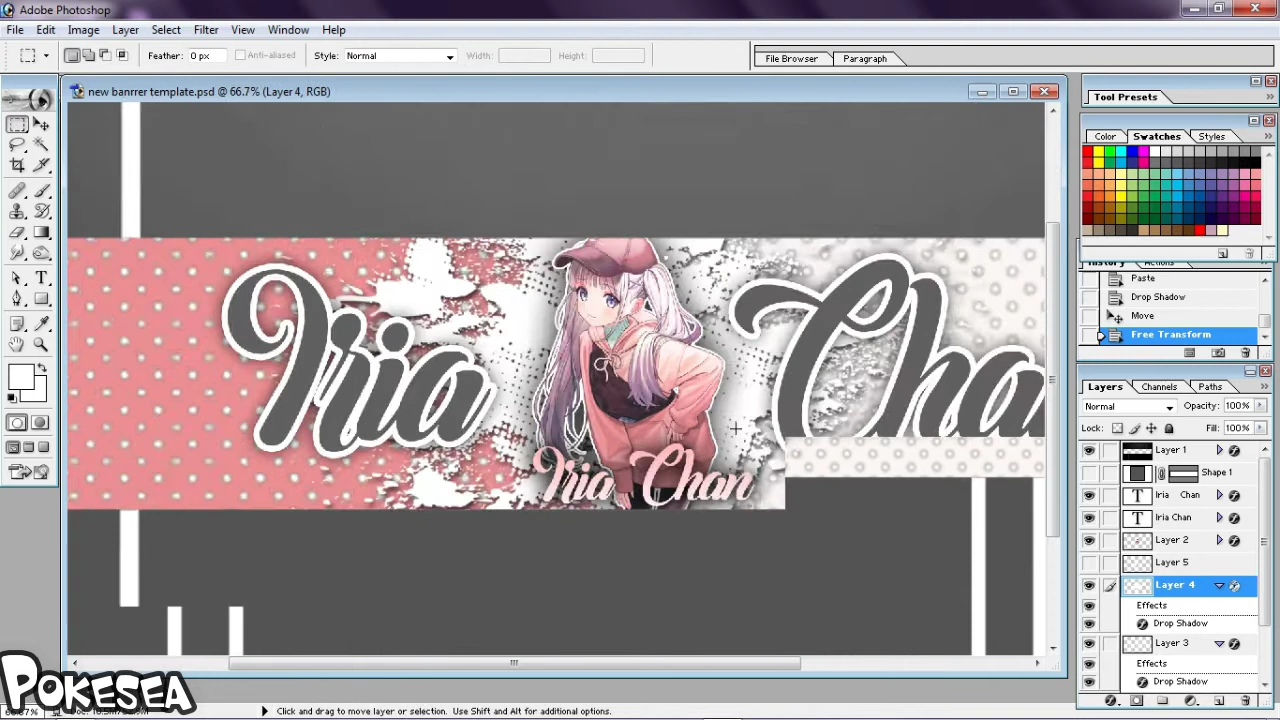 Adobe Photoshop
File Edit Image Layer Select Filter View Window Help
Feather: 0 px Anti-aliased Style: Normal Width: Height: File Browser Paragraph
new banrrer template.psd @ 66.7% (Layer 4, RGB)
Tool Presets
Color Swatches Styles
Iria Cha
Iria Chan
History Actions
Paste
Drop Shadow
Move
Free Transform
Layers Channels Paths
Normal Opacity: 100%
Lock: Fill: 100%
Layer 1
Shape 1
Iria Chan
Iria Chan
Layer 2
Layer 5
Layer 4
Effects
Drop Shadow
Layer 3
Effects
Drop Shadow
POKESEA
Click and drag to move layer or selection. Use Shift and Alt for additional options.